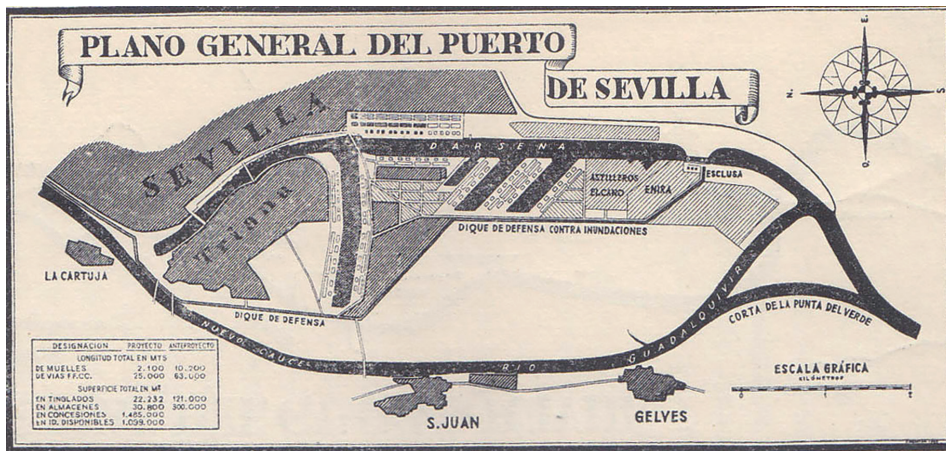 PLANO GENERAL DEL PUERTO
DE SEVILLA
E.
N.
S
O.
SEVILLA
Triana
DARSENA
ASTILLEROS
ELCANO
ENIRA
ESCLUSA
DIQUE DE DEFENSA CONTRA INUNDACIONES
LA CARTUJA
DIQUE DE DEFENSA
NUEVO CAUCE RIO GUADALQUIVIR
CORTA DE LA PUNTA DEL VERDE
S. JUAN
GELVES
ESCALA GRÁFICA
KILÓMETROS
0 1 2
DESIGNACION PROYECTO ANTEPROYECTO
LONGITUD TOTAL EN MTS
DE MUELLES 2.100 10.200
DE VIAS F.F.CC. 25.000 63.000
SUPERFICIE TOTAL EN M²
EN TINGLADOS 22.232 121.000
EN ALMACENES 30.800 300.000
EN CONCESIONES 1.485.000
EN ID. DISPONIBLES 1.099.000